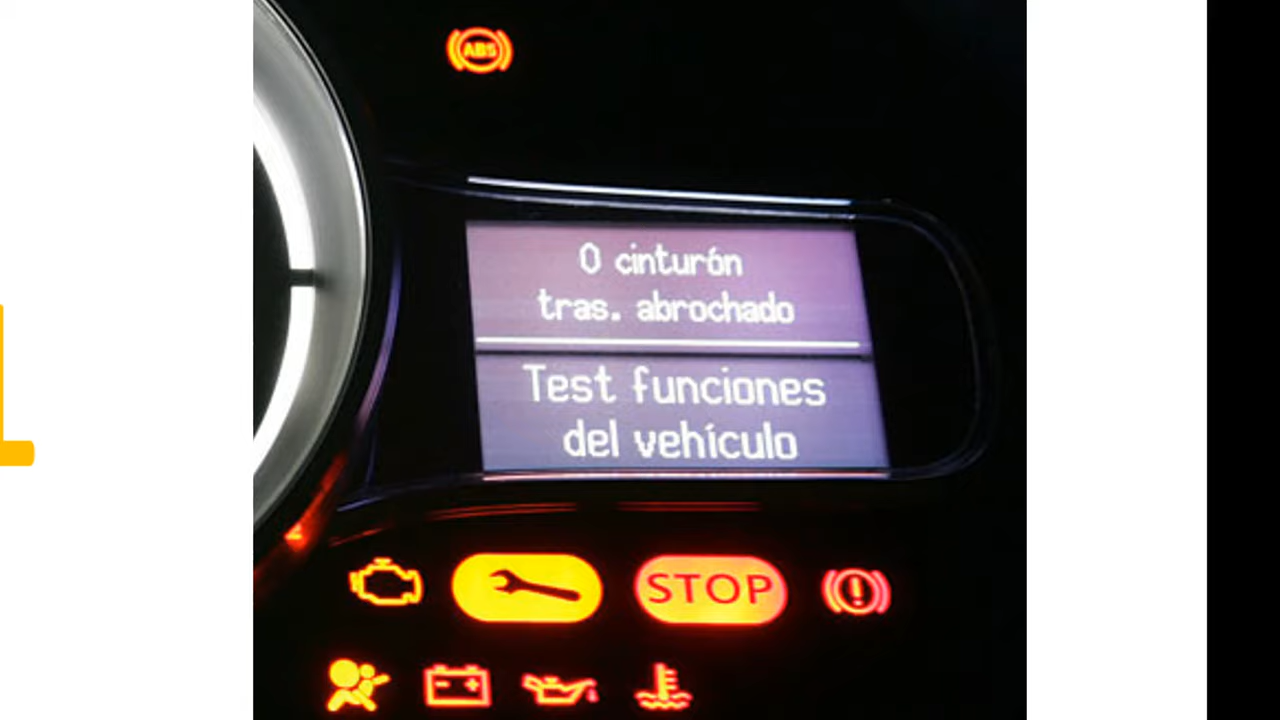 ABS
0 cinturón
tras. abrochado
Test funciones
del vehículo
STOP